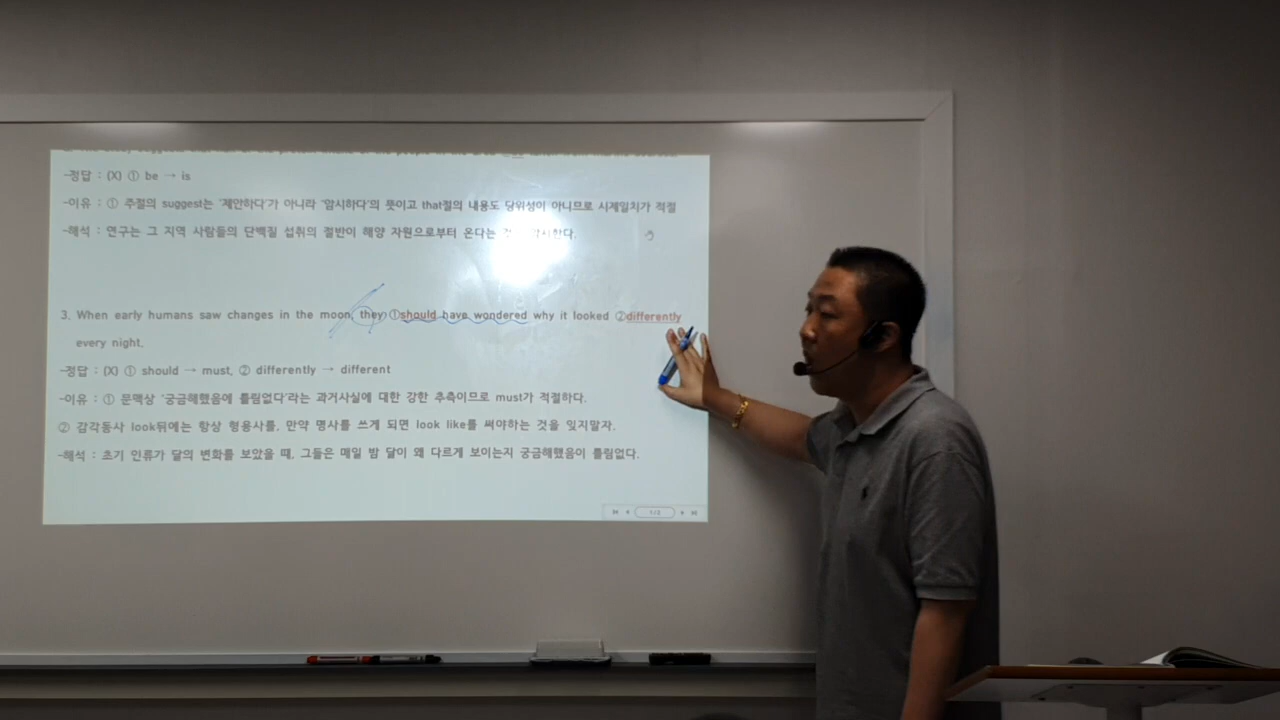 -정답 : (X) ① be → is
-이유 : ① 주절의 suggest는 '제안하다'가 아니라 '암시하다'의 뜻이고 that절의 내용도 당위성이 아니므로 시제일치가 적절
-해석 : 연구는 그 지역 사람들의 단백질 섭취의 절반이 해양 자원으로부터 온다는
3. When early humans saw changes in the moon, they ①should have wondered why it looked ②differently
every night.
-정답 : (X) ① should → must, ② differently → different
-이유 : ① 문맥상 '궁금해했음에 틀림없다'라는 과거사실에 대한 강한 추측이므로 must가 적절하다.
② 감각동사 look뒤에는 항상 형용사를, 만약 명사를 쓰게 되면 look like를 써야하는 것을 잊지말자.
-해석 : 초기 인류가 달의 변화를 보았을 때, 그들은 매일 밤 달이 왜 다르게 보이는지 궁금해했음이 틀림없다.